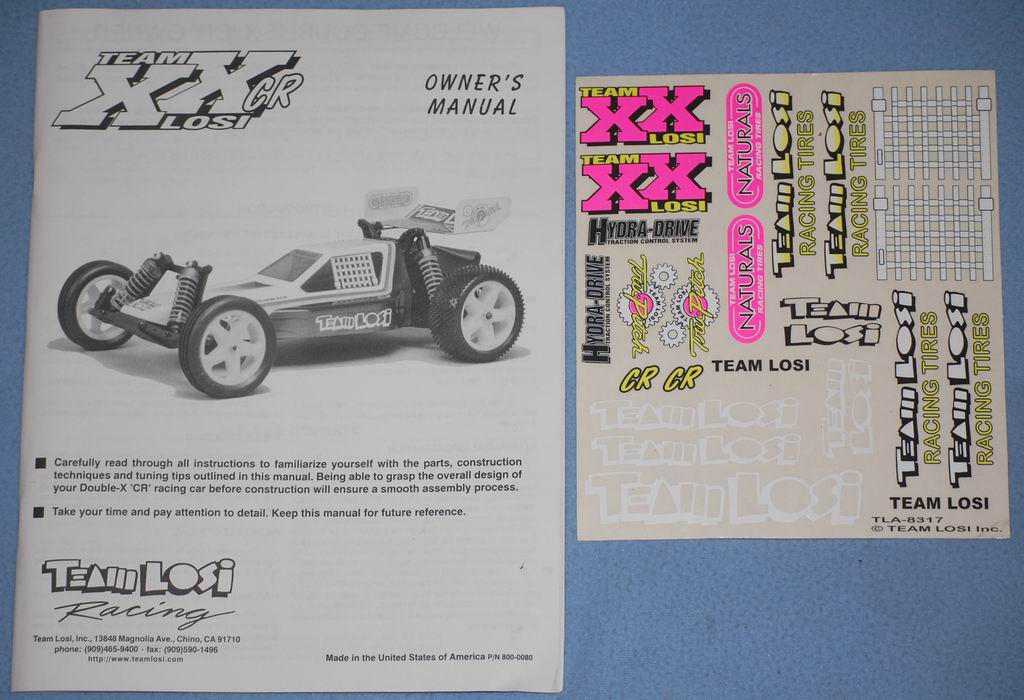 TEAM
XX CR
LOSI
OWNER'S
MANUAL
TEAM LOSI
■ Carefully read through all instructions to familiarize yourself with the parts, construction
techniques and tuning tips outlined in this manual. Being able to grasp the overall design of
your Double-X 'CR' racing car before construction will ensure a smooth assembly process.
■ Take your time and pay attention to detail. Keep this manual for future reference.
TEAM LOSI
Racing
Team Losi, Inc., 13848 Magnolia Ave., Chino, CA 91710
phone: (909)465-9400 - fax: (909)590-1496
http://www.teamlosi.com
Made in the United States of America P/N 800-0080
TEAM
XX
LOSI
TEAM
XX
LOSI
HYDRA-DRIVE
TRACTION CONTROL SYSTEM
HYDRA-DRIVE
TRACTION CONTROL SYSTEM
CR CR
TEAM LOSI
NATURALS
RACING TIRES
TEAM LOSI
NATURALS
RACING TIRES
TEAM LOSI
RACING TIRES
TEAM LOSI
RACING TIRES
TEAM
LOSI
TEAM LOSI
TEAM LOSI
TEAM LOSI
TEAM LOSI
TEAM
LOSI
TEAM LOSI
RACING TIRES
TEAM LOSI
RACING TIRES
TEAM LOSI
TLA-8317
© TEAM LOSI Inc.